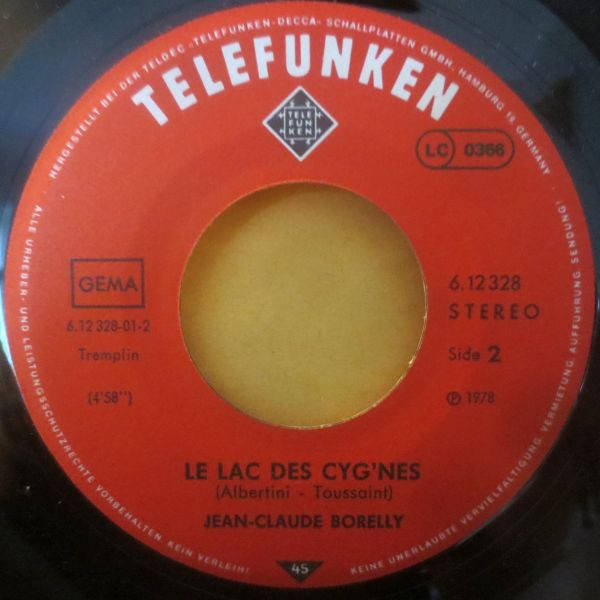 HERGESTELLT BEI DER TELDEC »TELEFUNKEN-DECCA« SCHALLPLATTEN GMBH., HAMBURG 19, GERMANY ·
TELEFUNKEN
TELE
FUN
KEN
LC 0366
GEMA
6.12 328-01-2
Tremplin
(4'58'')
6.12 328
STEREO
Side 2
Ⓟ 1978
LE LAC DES CYG'NES
(Albertini - Toussaint)
JEAN-CLAUDE BORELLY
45
ALLE URHEBER- UND LEISTUNGSSCHUTZRECHTE VORBEHALTEN. KEIN VERLEIH!
KEINE UNERLAUBTE VERVIELFÄLTIGUNG, VERMIETUNG, AUFFÜHRUNG, SENDUNG!